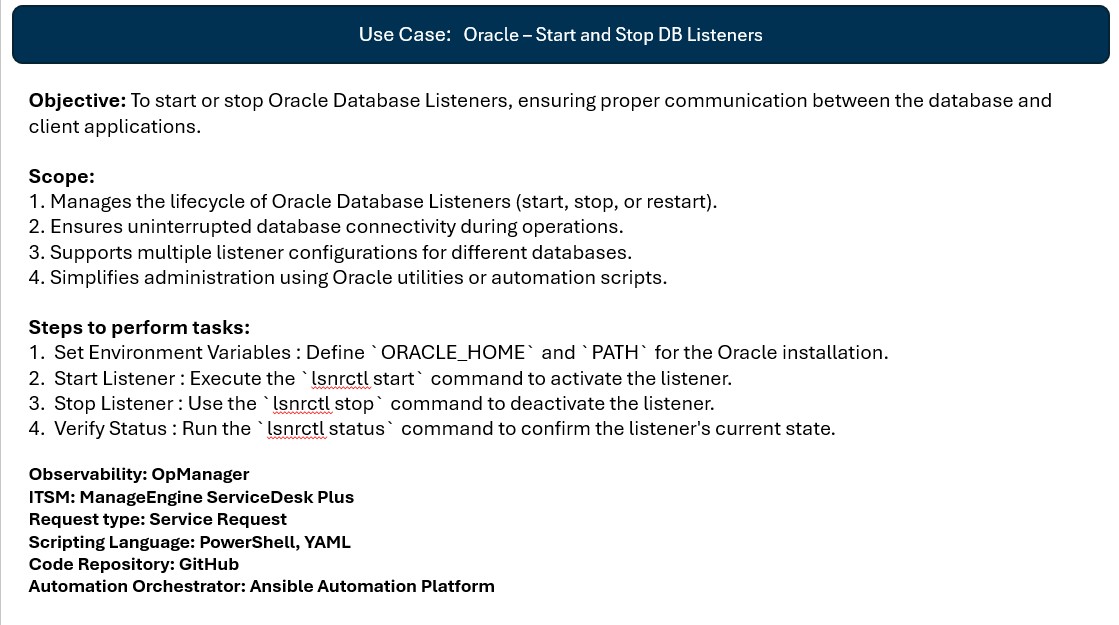 Use Case: Oracle – Start and Stop DB Listeners
Objective: To start or stop Oracle Database Listeners, ensuring proper communication between the database and
client applications.
Scope:
1. Manages the lifecycle of Oracle Database Listeners (start, stop, or restart).
2. Ensures uninterrupted database connectivity during operations.
3. Supports multiple listener configurations for different databases.
4. Simplifies administration using Oracle utilities or automation scripts.
Steps to perform tasks:
1. Set Environment Variables : Define `ORACLE_HOME` and `PATH` for the Oracle installation.
2. Start Listener : Execute the `lsnrctl start` command to activate the listener.
3. Stop Listener : Use the `lsnrctl stop` command to deactivate the listener.
4. Verify Status : Run the `lsnrctl status` command to confirm the listener's current state.
Observability: OpManager
ITSM: ManageEngine ServiceDesk Plus
Request type: Service Request
Scripting Language: PowerShell, YAML
Code Repository: GitHub
Automation Orchestrator: Ansible Automation Platform